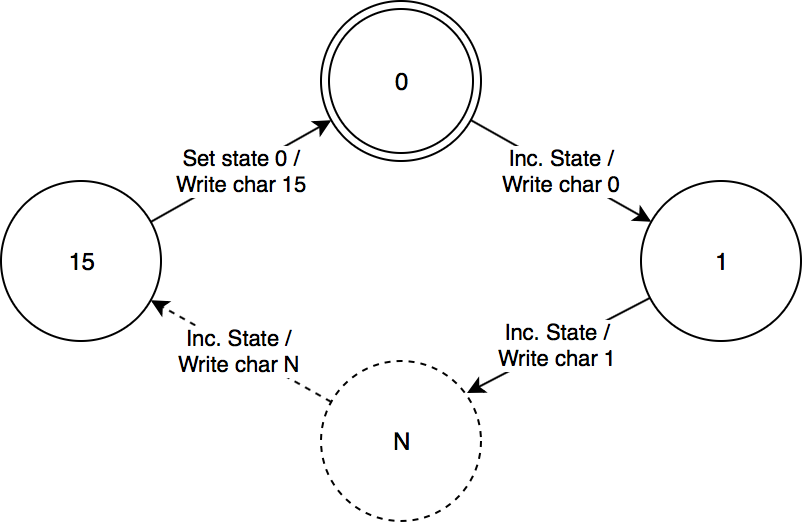 0
Set state 0 /
Write char 15
Inc. State /
Write char 0
15
1
Inc. State /
Write char N
Inc. State /
Write char 1
N